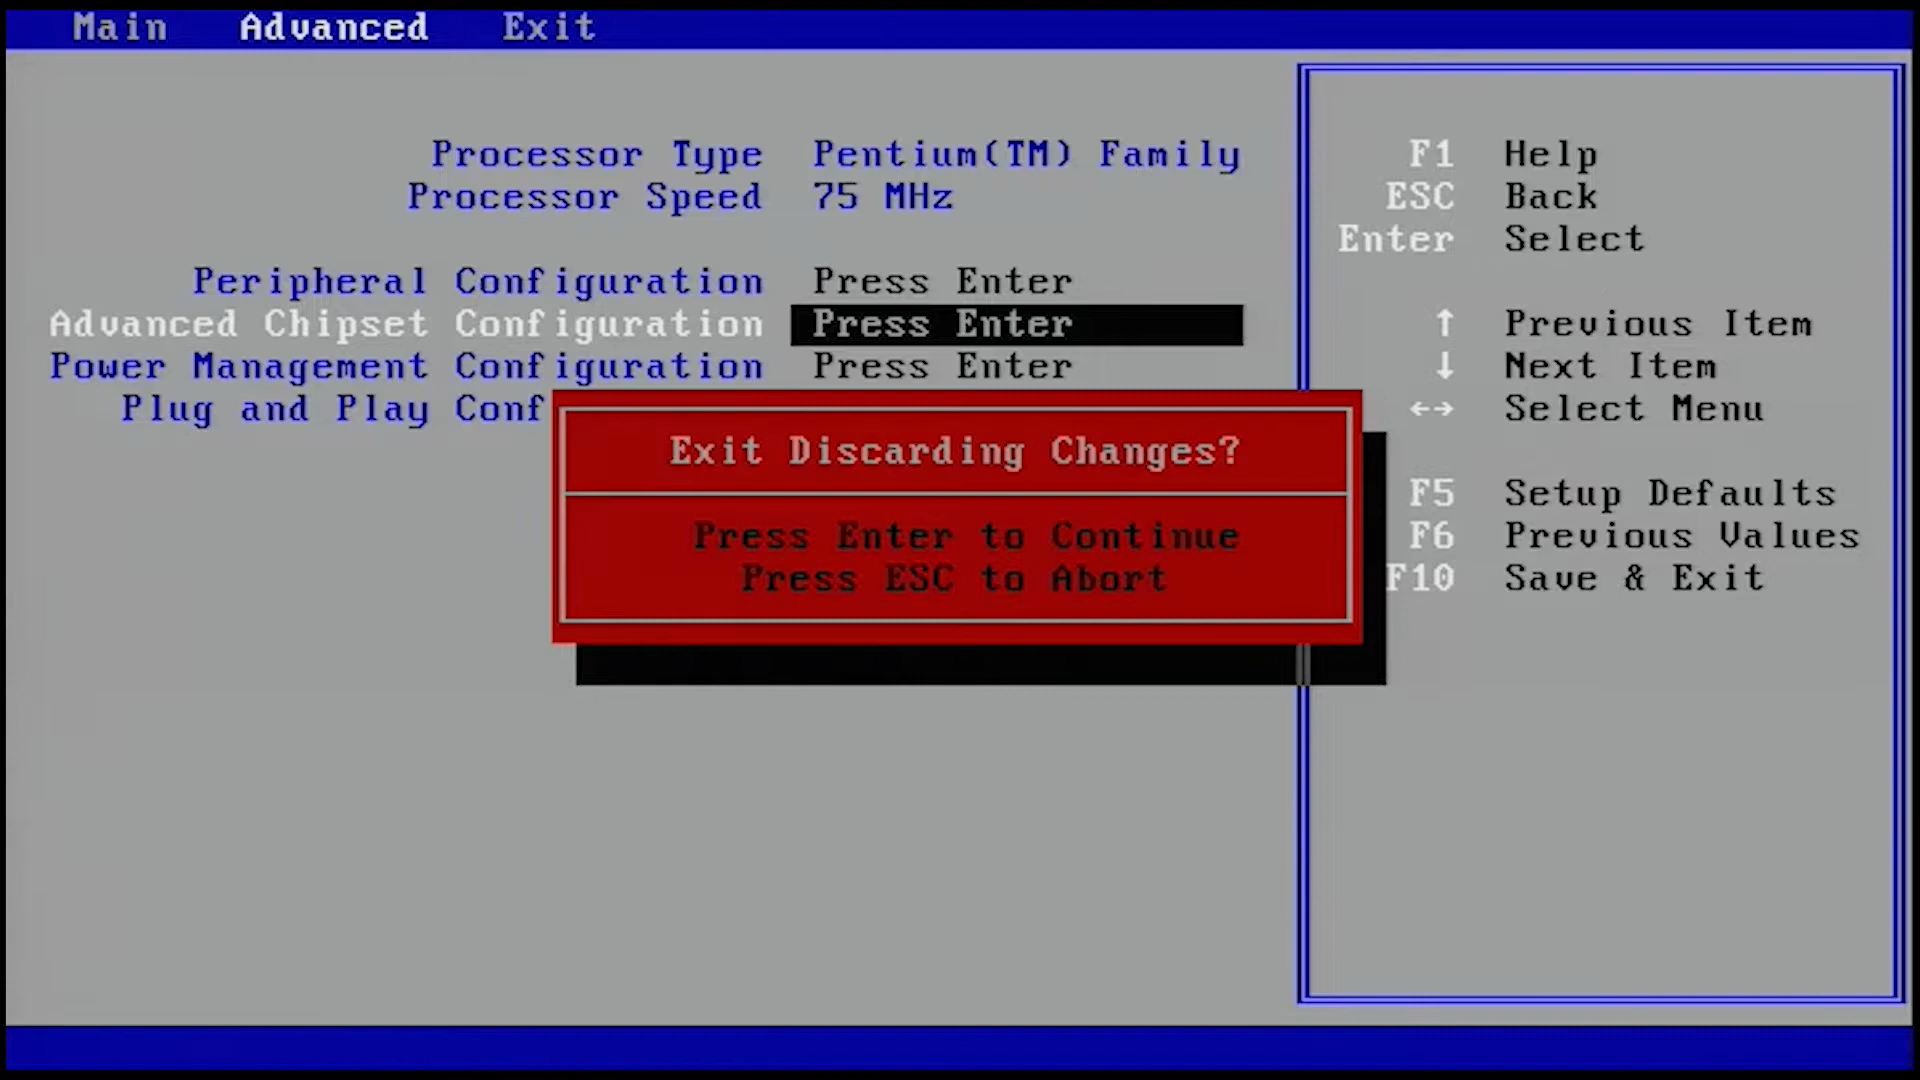 Main Advanced Exit
Processor Type Pentium(TM) Family
Processor Speed 75 MHz
Peripheral Configuration Press Enter
Advanced Chipset Configuration Press Enter
Power Management Configuration Press Enter
Plug and Play Conf
Exit Discarding Changes?
Press Enter to Continue
Press ESC to Abort
F1 Help
ESC Back
Enter Select
↑ Previous Item
↓ Next Item
←→ Select Menu
F5 Setup Defaults
F6 Previous Values
F10 Save & Exit